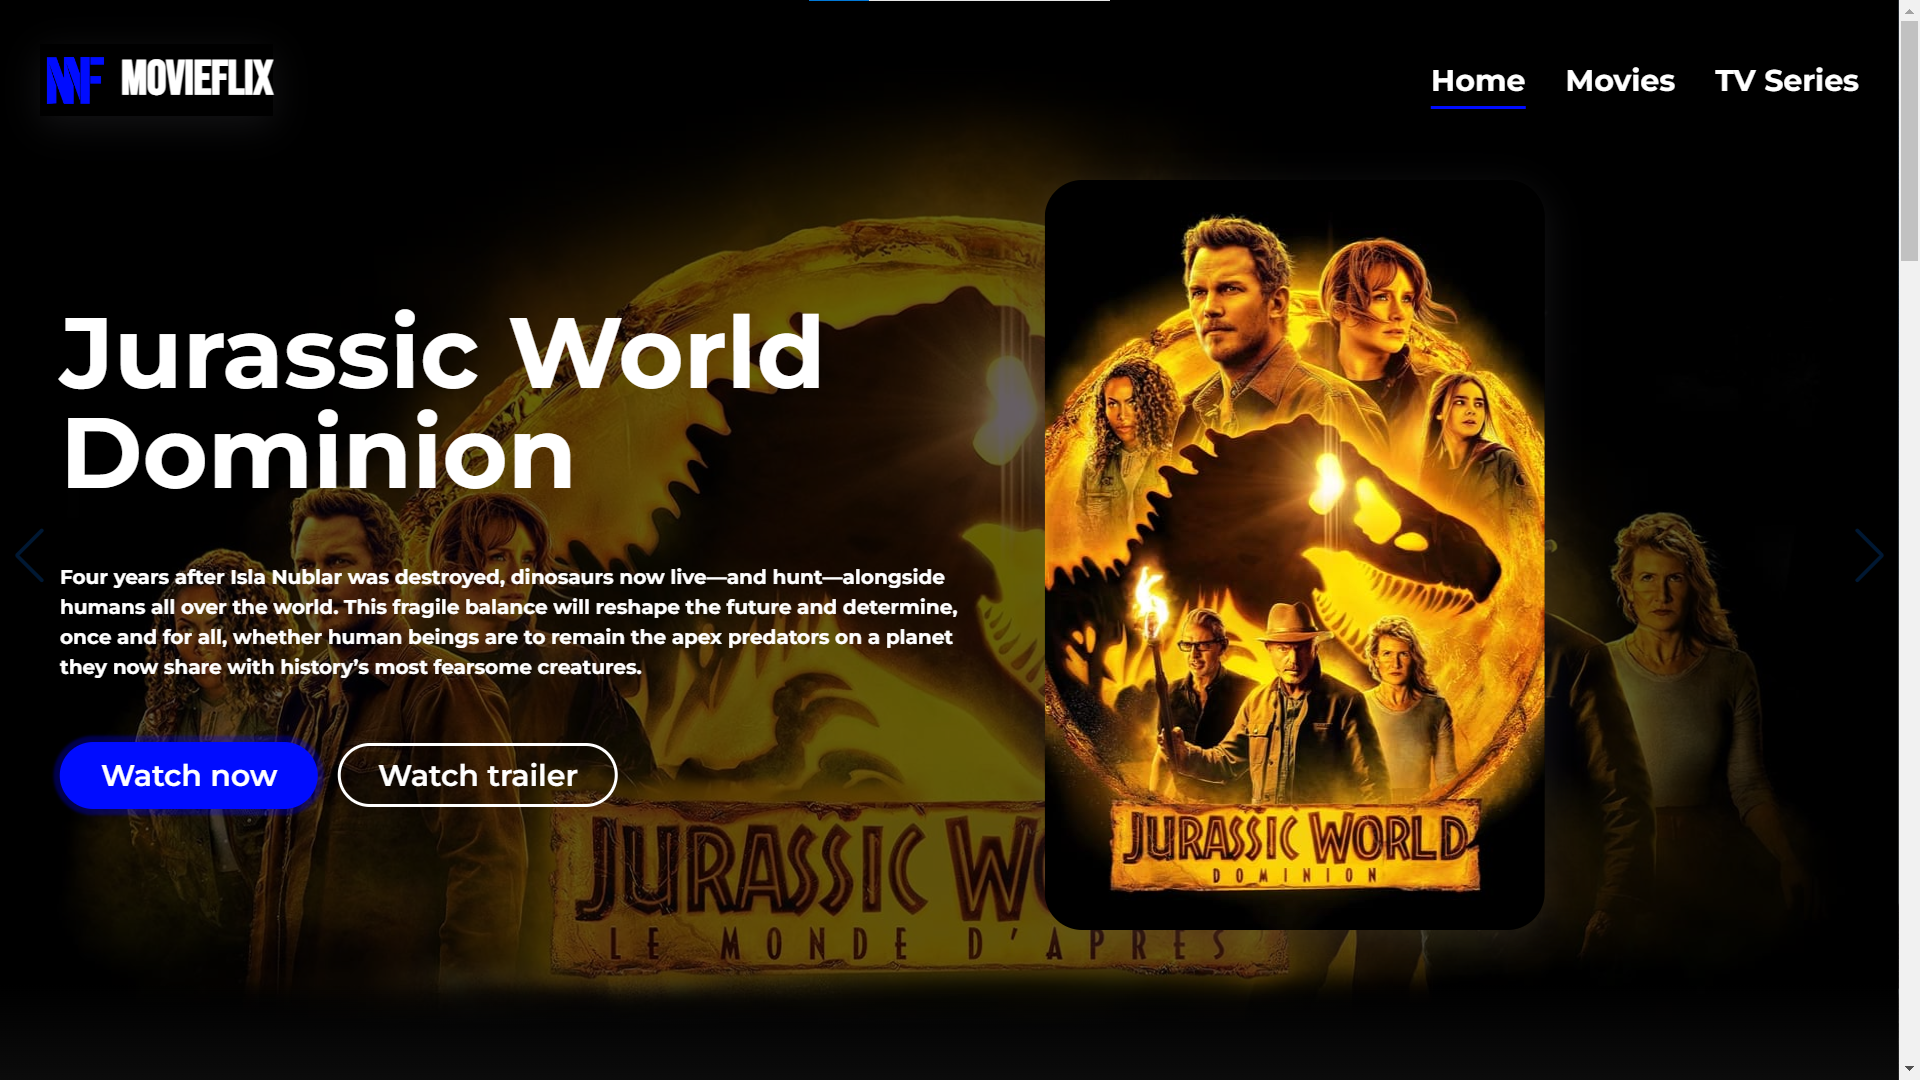 MF MOVIEFLIX
Home
Movies
TV Series
Jurassic World
Dominion
Four years after Isla Nublar was destroyed, dinosaurs now live—and hunt—alongside
humans all over the world. This fragile balance will reshape the future and determine,
once and for all, whether human beings are to remain the apex predators on a planet
they now share with history’s most fearsome creatures.
Watch now
Watch trailer
JURASSIC WORLD
DOMINION
JURASSIC WO
LE MONDE D’APRÈS